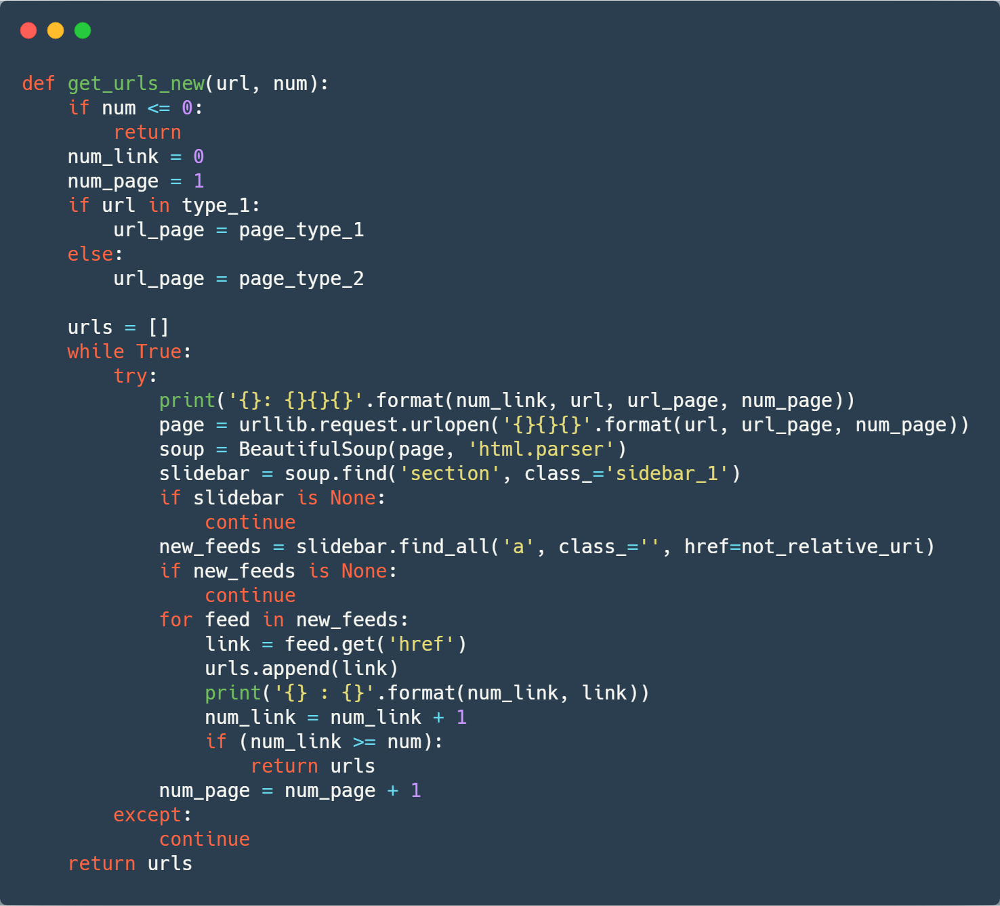 def get_urls_new(url, num):
    if num <= 0:
        return
    num_link = 0
    num_page = 1
    if url in type_1:
        url_page = page_type_1
    else:
        url_page = page_type_2

    urls = []
    while True:
        try:
            print('{}: {}{}{}'.format(num_link, url, url_page, num_page))
            page = urllib.request.urlopen('{}{}{}'.format(url, url_page, num_page))
            soup = BeautifulSoup(page, 'html.parser')
            slidebar = soup.find('section', class_='sidebar_1')
            if slidebar is None:
                continue
            new_feeds = slidebar.find_all('a', class_='', href=not_relative_uri)
            if new_feeds is None:
                continue
            for feed in new_feeds:
                link = feed.get('href')
                urls.append(link)
                print('{} : {}'.format(num_link, link))
                num_link = num_link + 1
                if (num_link >= num):
                    return urls
            num_page = num_page + 1
        except:
            continue
    return urls